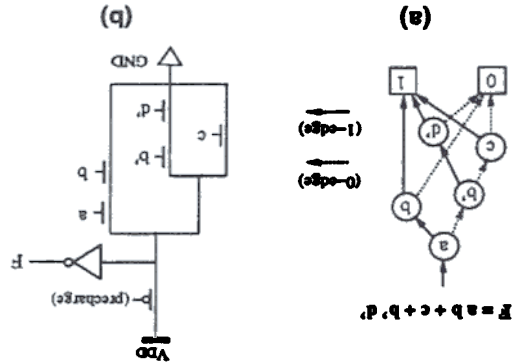 F = a b + c + b' d'
a
b
b'
c
d'
0
1
(0-edge)
(1-edge)
(a)
VDD
(precharge)
F
a
b
b'
c
d'
GND
(b)